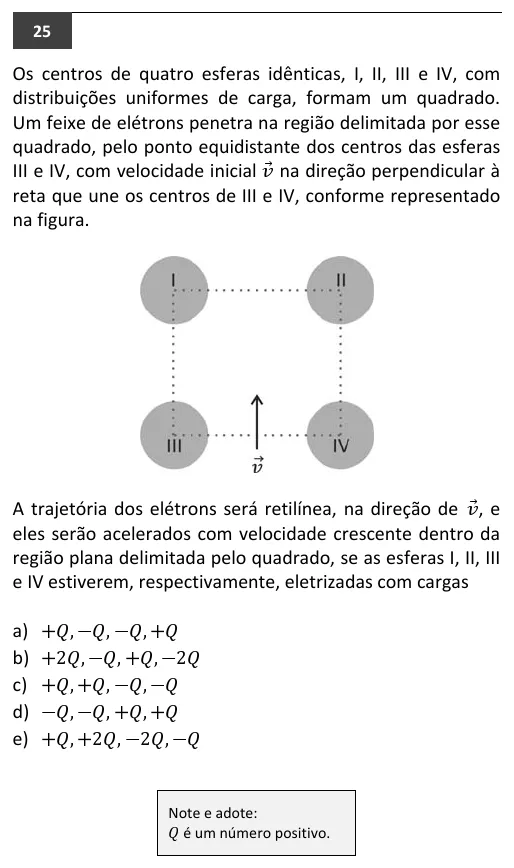 25
Os centros de quatro esferas idênticas, I, II, III e IV, com
distribuições uniformes de carga, formam um quadrado.
Um feixe de elétrons penetra na região delimitada por esse
quadrado, pelo ponto equidistante dos centros das esferas
III e IV, com velocidade inicial v⃗ na direção perpendicular à
reta que une os centros de III e IV, conforme representado
na figura.
I II
III IV
v⃗
A trajetória dos elétrons será retilínea, na direção de v⃗, e
eles serão acelerados com velocidade crescente dentro da
região plana delimitada pelo quadrado, se as esferas I, II, III
e IV estiverem, respectivamente, eletrizadas com cargas
a) +Q, −Q, −Q, +Q
b) +2Q, −Q, +Q, −2Q
c) +Q, +Q, −Q, −Q
d) −Q, −Q, +Q, +Q
e) +Q, +2Q, −2Q, −Q
Note e adote:
Q é um número positivo.